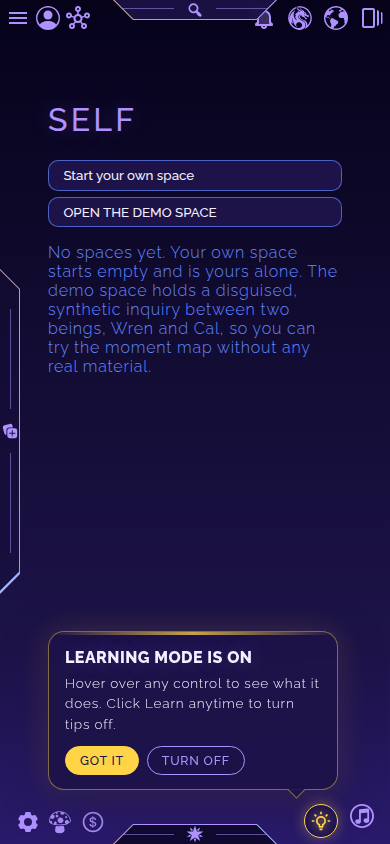 SELF
Start your own space
OPEN THE DEMO SPACE
No spaces yet. Your own space
starts empty and is yours alone. The
demo space holds a disguised,
synthetic inquiry between two
beings, Wren and Cal, so you can
try the moment map without any
real material.
LEARNING MODE IS ON
Hover over any control to see what it
does. Click Learn anytime to turn
tips off.
GOT IT
TURN OFF
$